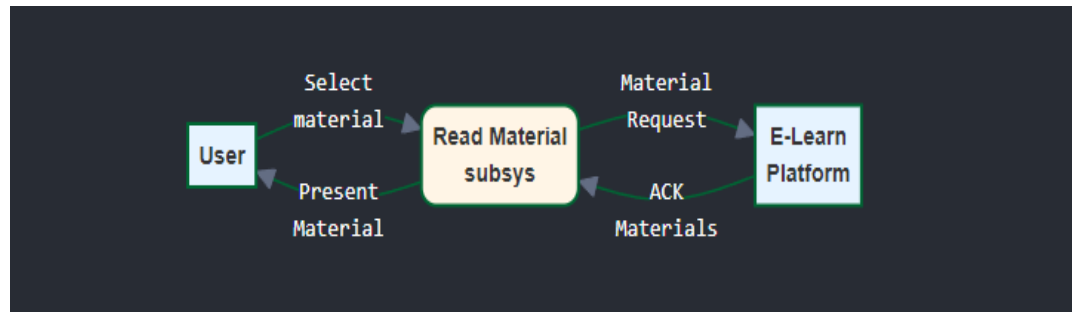 Select
material
Material
Request
User
Read Material
subsys
E-Learn
Platform
Present
Material
ACK
Materials